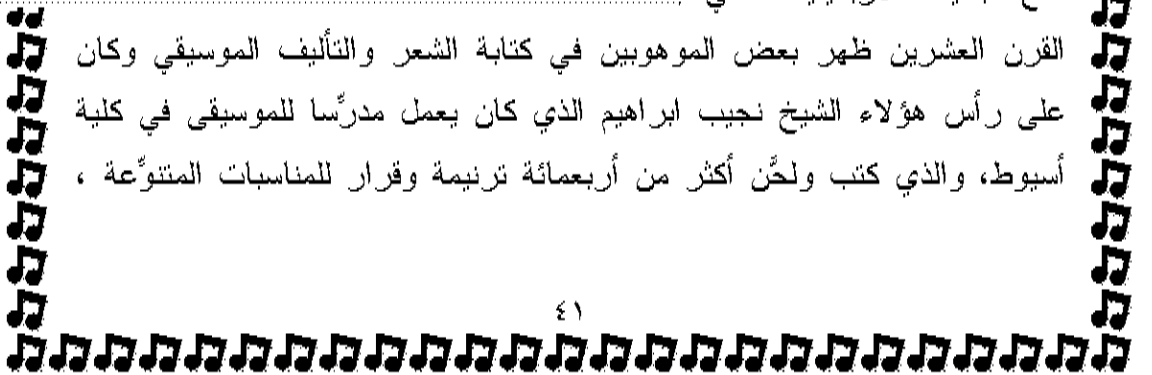 القرن العشرين ظهر بعض الموهوبين في كتابة الشعر والتأليف الموسيقي وكان
على رأس هؤلاء الشيخ نجيب ابراهيم الذي كان يعمل مدرِّسا للموسيقى في كلية
أسيوط، والذي كتب ولحَّن أكثر من أربعمائة ترنيمة وقرار للمناسبات المتنوِّعة ،
٤١